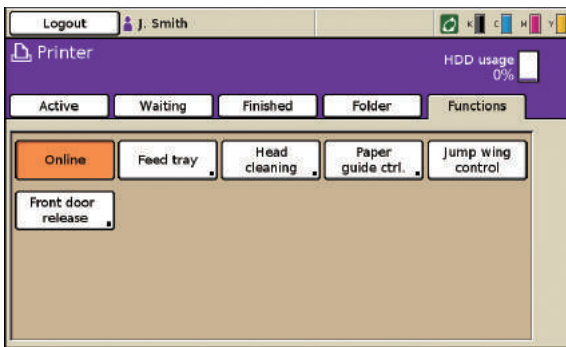 Logout J. Smith K C M Y
Printer
HDD usage
0%
Active Waiting Finished Folder Functions
Online Feed tray Head cleaning Paper guide ctrl. Jump wing control
Front door release